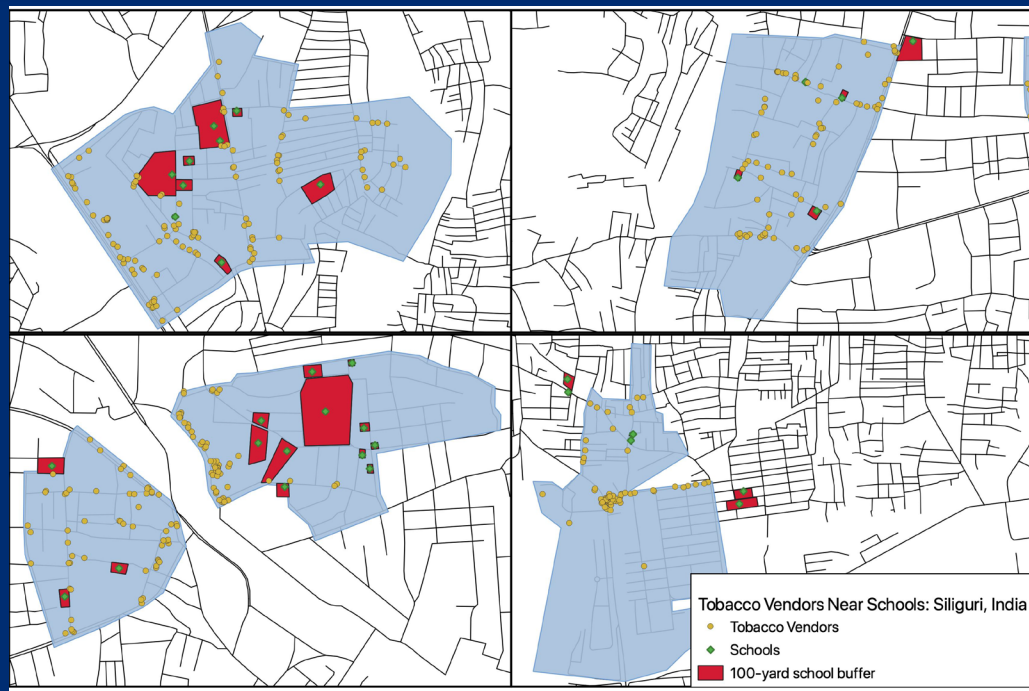 Tobacco Vendors Near Schools: Siliguri, India
Tobacco Vendors
Schools
100-yard school buffer